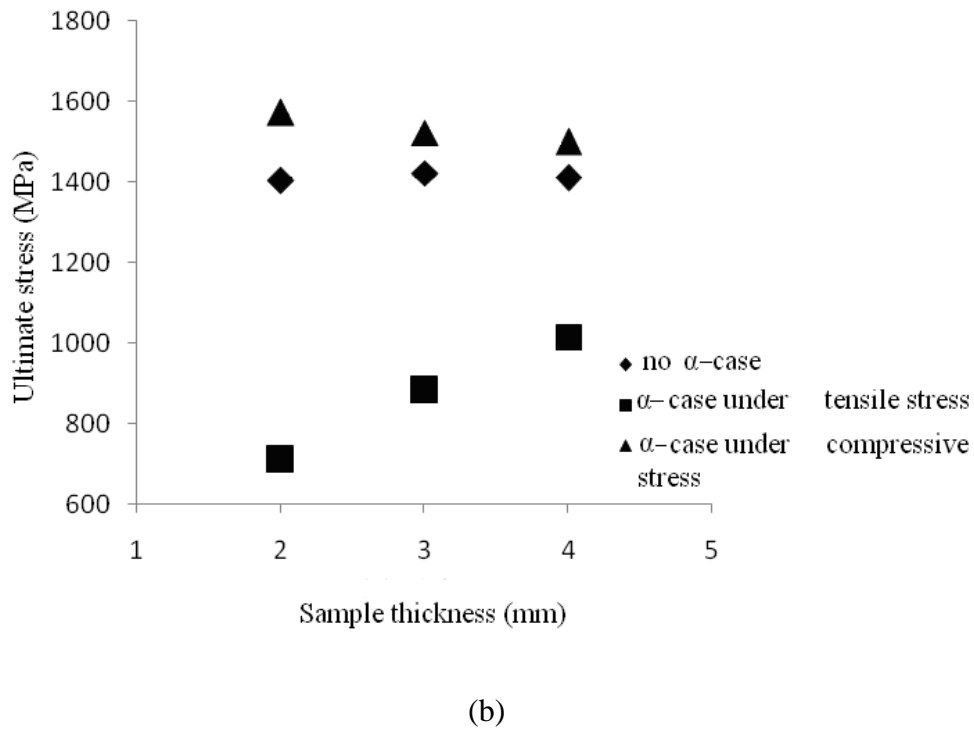 1800
1600
1400
1200
1000
800
600
Ultimate stress (MPa)
1
2
3
4
5
Sample thickness (mm)
no α–case
α– case under tensile stress
α–case under compressive
stress
(b)